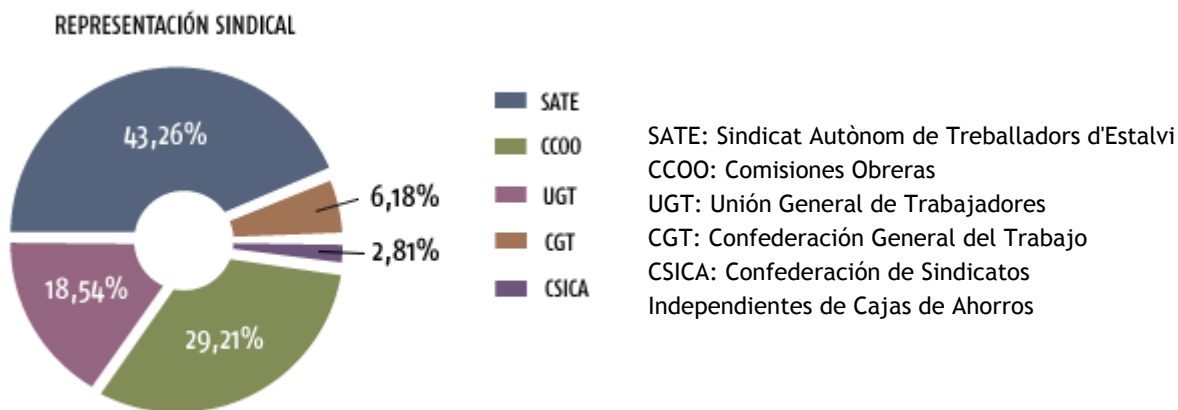 REPRESENTACIÓN SINDICAL
43,26%
6,18%
2,81%
18,54%
29,21%
SATE
CCOO
UGT
CGT
CSICA
SATE: Sindicat Autònom de Treballadors d'Estalvi
CCOO: Comisiones Obreras
UGT: Unión General de Trabajadores
CGT: Confederación General del Trabajo
CSICA: Confederación de Sindicatos
Independientes de Cajas de Ahorros